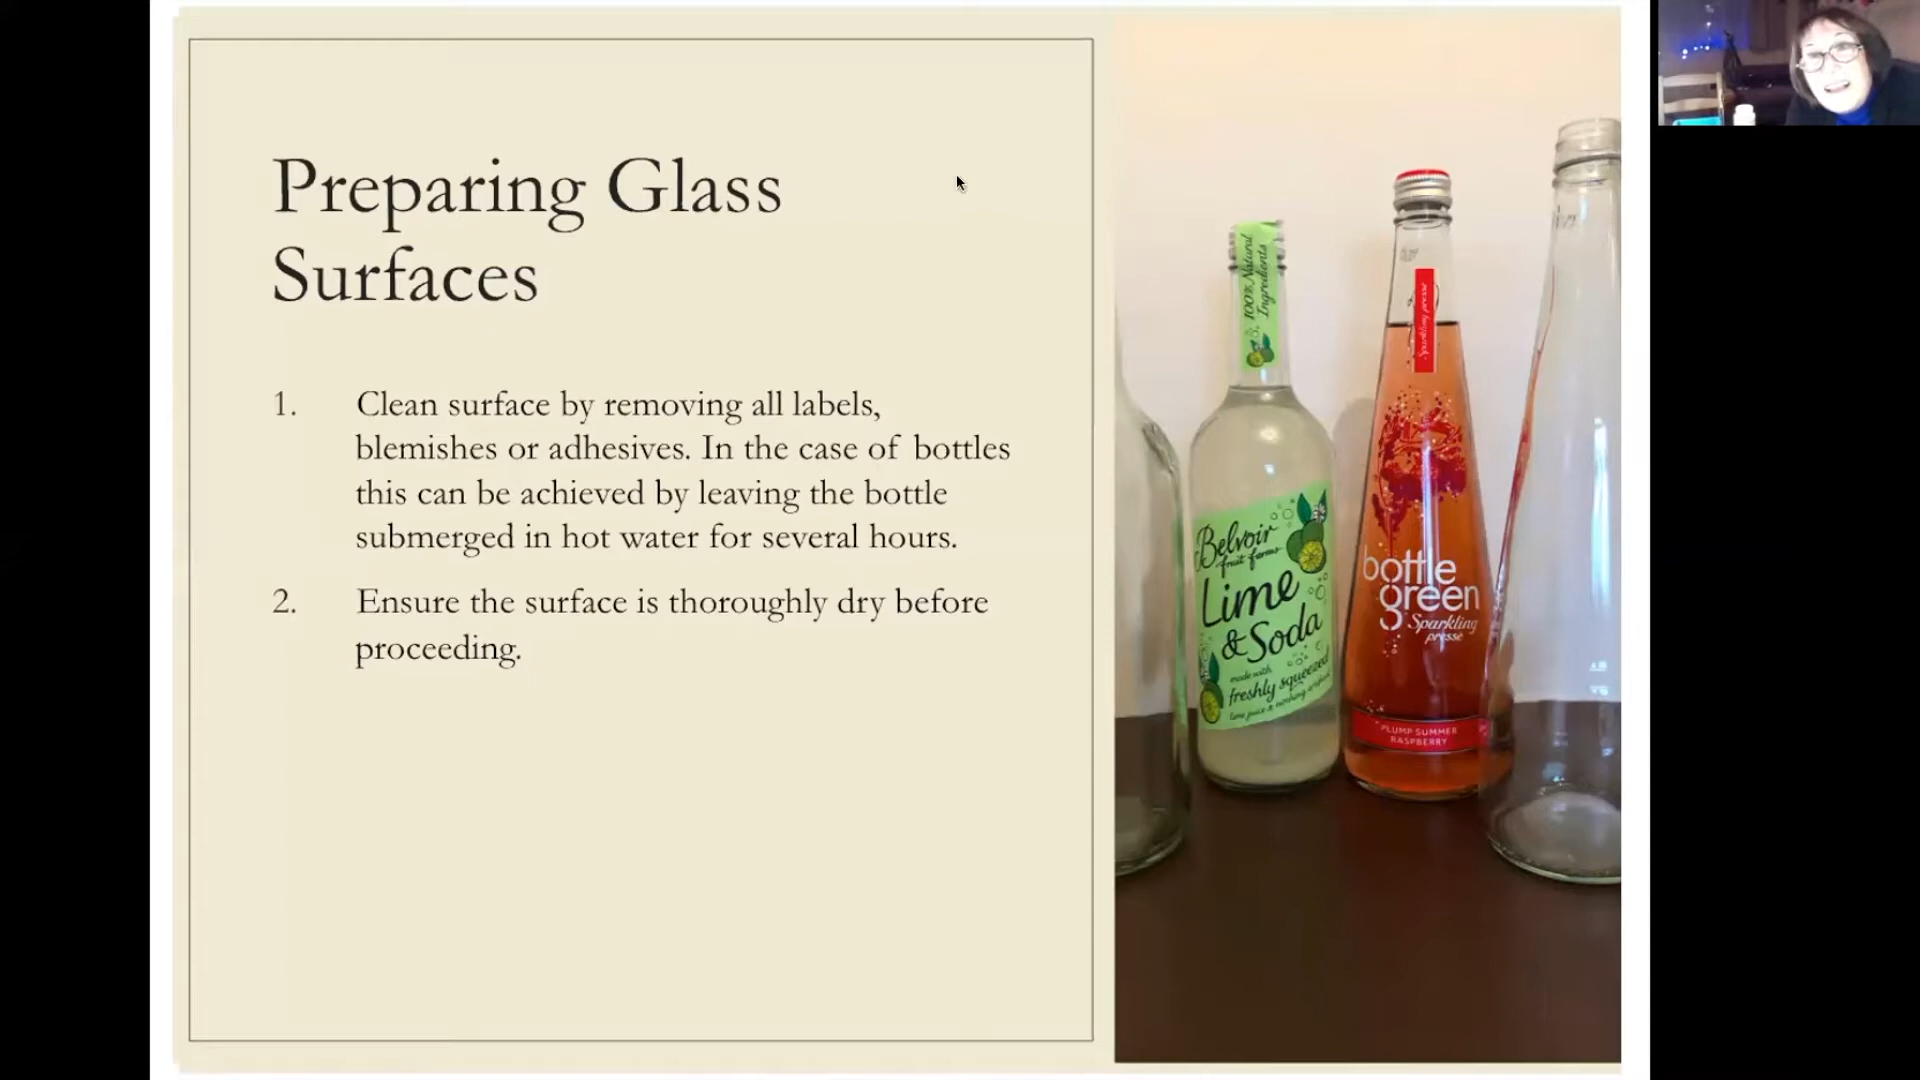 Preparing Glass
Surfaces
1. Clean surface by removing all labels,
blemishes or adhesives. In the case of bottles
this can be achieved by leaving the bottle
submerged in hot water for several hours.
2. Ensure the surface is thoroughly dry before
proceeding.
100% Natural
Ingredients
Belvoir
fruit farms
Lime
& Soda
made with
freshly squeezed
Sparkling presse
bottle
green
Sparkling
presse
PLUMP SUMMER
RASPBERRY